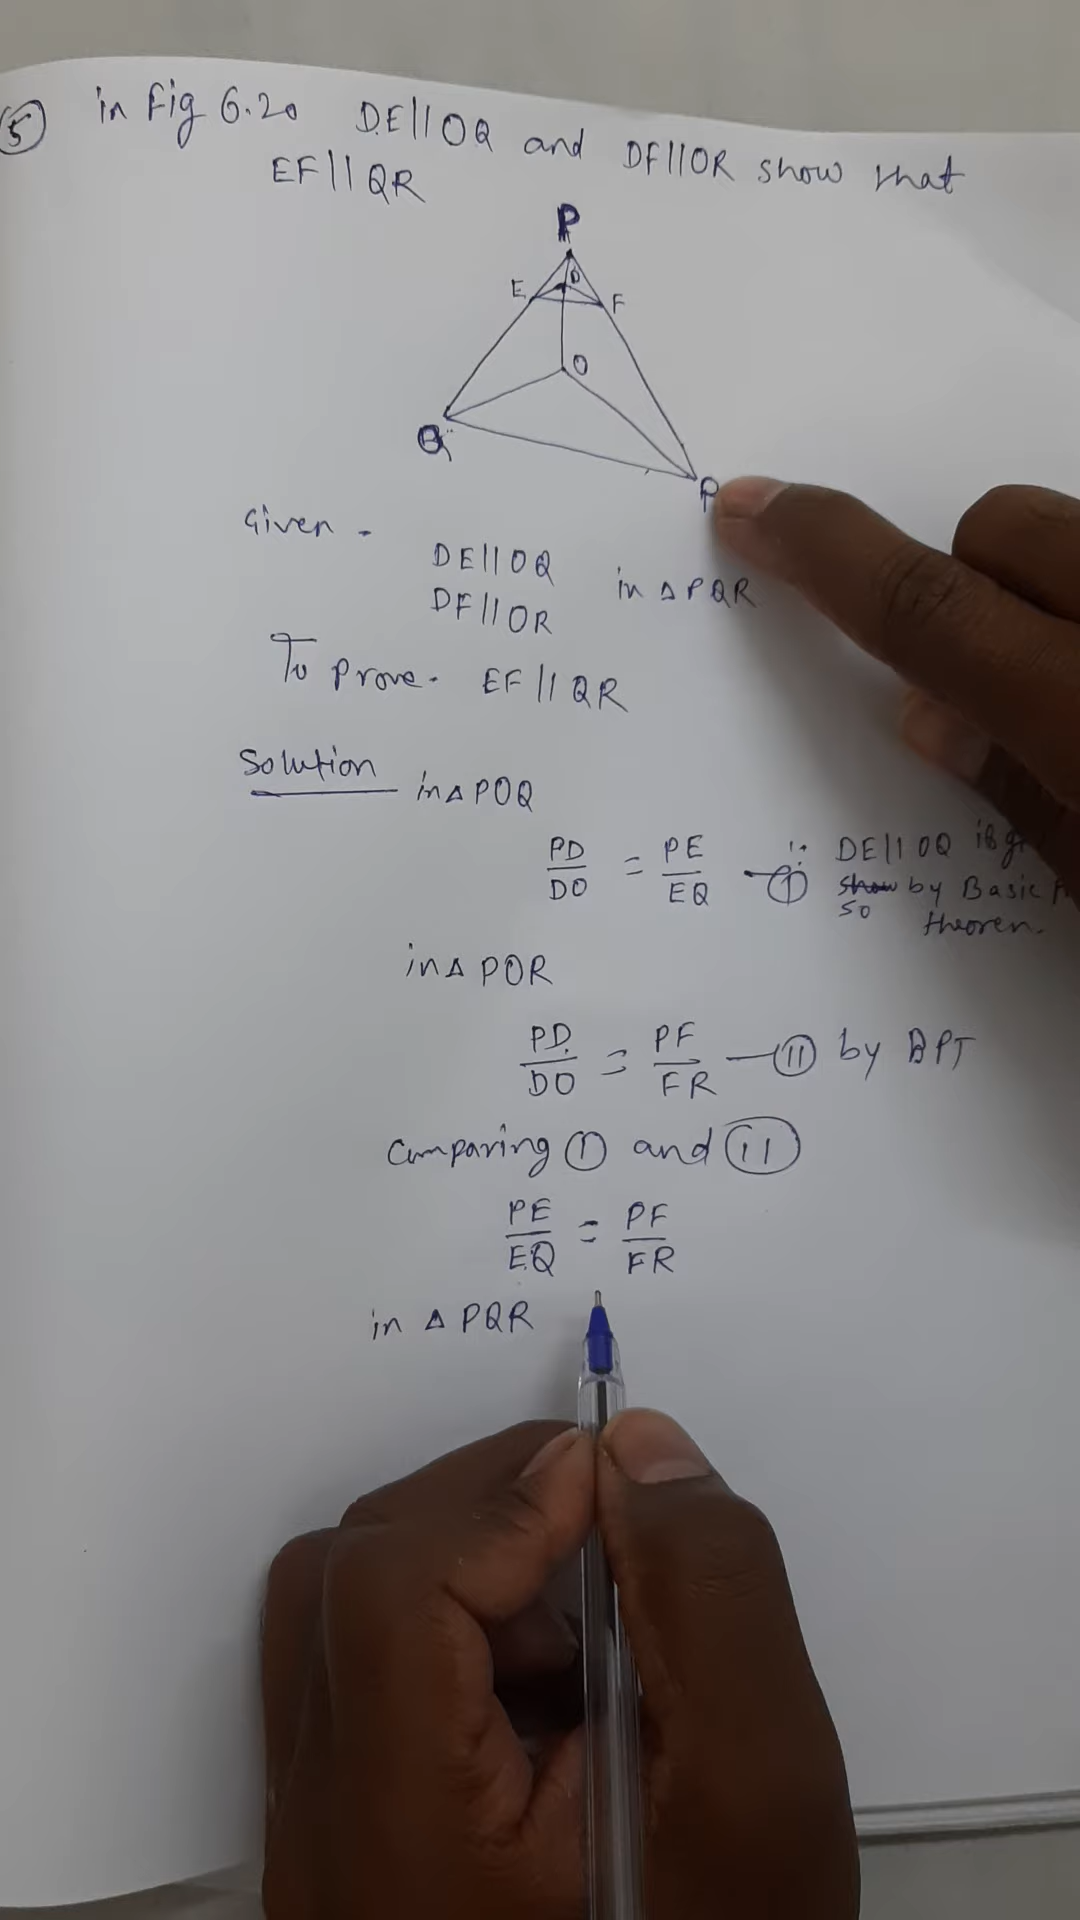 (5) in Fig 6.20 DE||OQ and DF||OR show that
EF||QR
P
E D F
O
Q
Given -
DE||OQ
DF||OR in △PQR
To Prove - EF||QR
Solution in △ POQ
PD/DO = PE/EQ — (I) ∵ DE||OQ is
so by Basic
theoren.
in △ POR
PD/DO = PF/FR — (II) by BPT
Comparing (I) and (II)
PE/EQ = PF/FR
in △ PQR